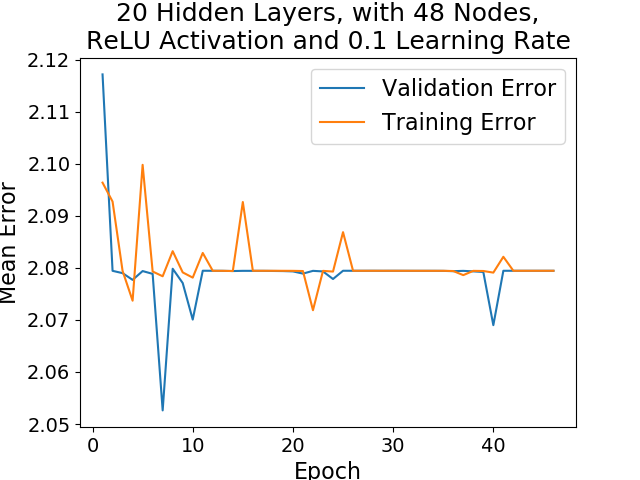 20 Hidden Layers, with 48 Nodes,
ReLU Activation and 0.1 Learning Rate
2.12
2.11
2.10
2.09
2.08
2.07
2.06
2.05
Mean Error
Validation Error
Training Error
0
10
20
30
40
Epoch